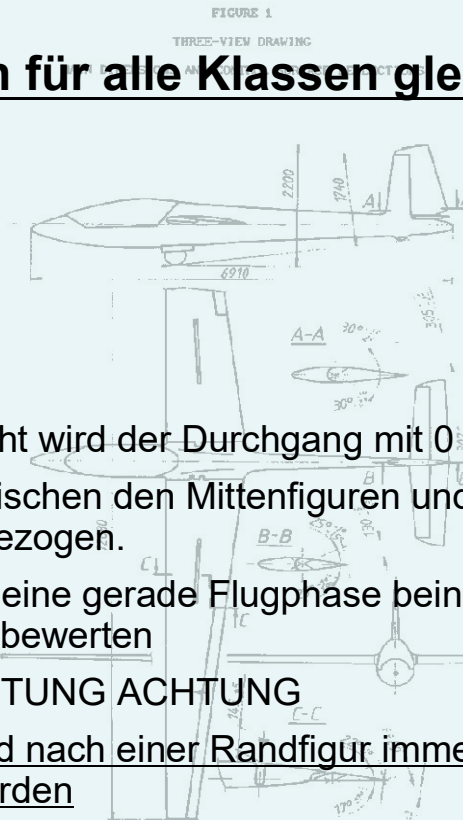 FIGURE 1
THREE-VIEW DRAWING
n für alle Klassen gle
2200
1740
A
6910
A-A
30°
30°
ht wird der Durchgang mit 0
ischen den Mittenfiguren und
ezogen.
B
B-B
C
eine gerade Flugphase bein
bewerten
C
TUNG ACHTUNG
C-C
d nach einer Randfigur imme
rden
17°